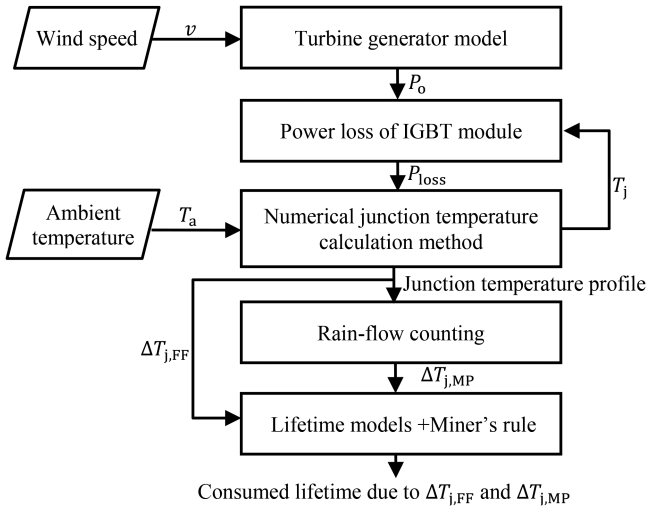 Wind speed
v
Turbine generator model
Pₒ
Power loss of IGBT module
P_loss
T_j
Ambient
temperature
Tₐ
Numerical junction temperature
calculation method
Junction temperature profile
Rain-flow counting
ΔT_j,FF
ΔT_j,MP
Lifetime models +Miner's rule
Consumed lifetime due to ΔT_j,FF and ΔT_j,MP